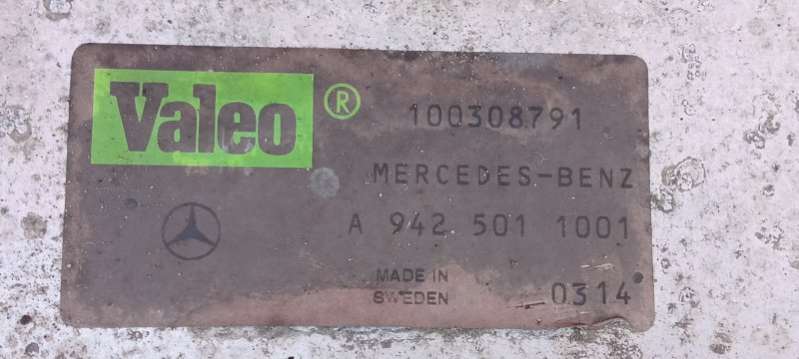 Valeo ® 100308791
MERCEDES-BENZ
A 942 501 1001
MADE IN
SWEDEN 0314